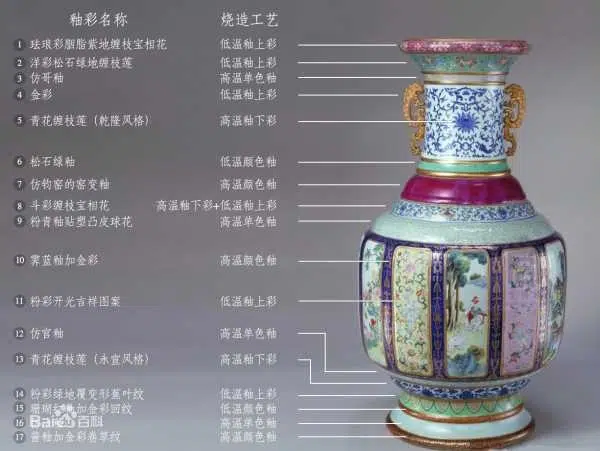 釉彩名称 烧造工艺
1 珐琅彩胭脂紫地缠枝宝相花 低温釉上彩
2 洋彩松石绿地缠枝莲 低温釉上彩
3 仿哥釉 高温单色釉
4 金彩 低温釉上彩
5 青花缠枝莲（乾隆风格） 高温釉下彩
6 松石绿釉 低温颜色釉
7 仿钧窑的窑变釉 高温颜色釉
8 斗彩缠枝宝相花 高温釉下彩+低温釉上彩
9 粉青釉贴塑凸皮球花 高温单色釉
10 霁蓝釉加金彩 高温颜色釉
11 粉彩开光吉祥图案 低温釉上彩
12 仿官釉 高温单色釉
13 青花缠枝莲（永宣风格） 高温釉下彩
14 粉彩绿地覆变形蕉叶纹 低温釉上彩
15 珊瑚 加金彩回纹 低温颜色釉
16 高温单色釉
17 酱釉加金彩卷草纹 高温颜色釉
Bai 百科